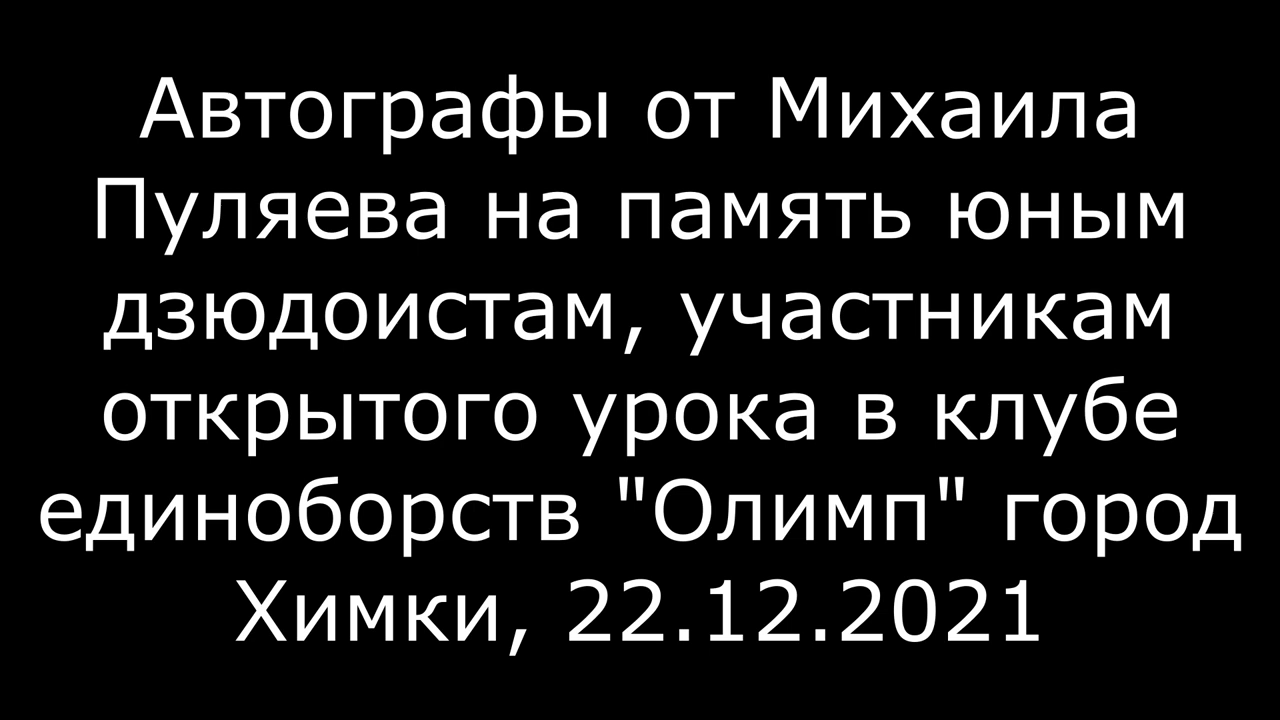 Автографы от Михаила
Пуляева на память юным
дзюдоистам, участникам
открытого урока в клубе
единоборств "Олимп" город
Химки, 22.12.2021